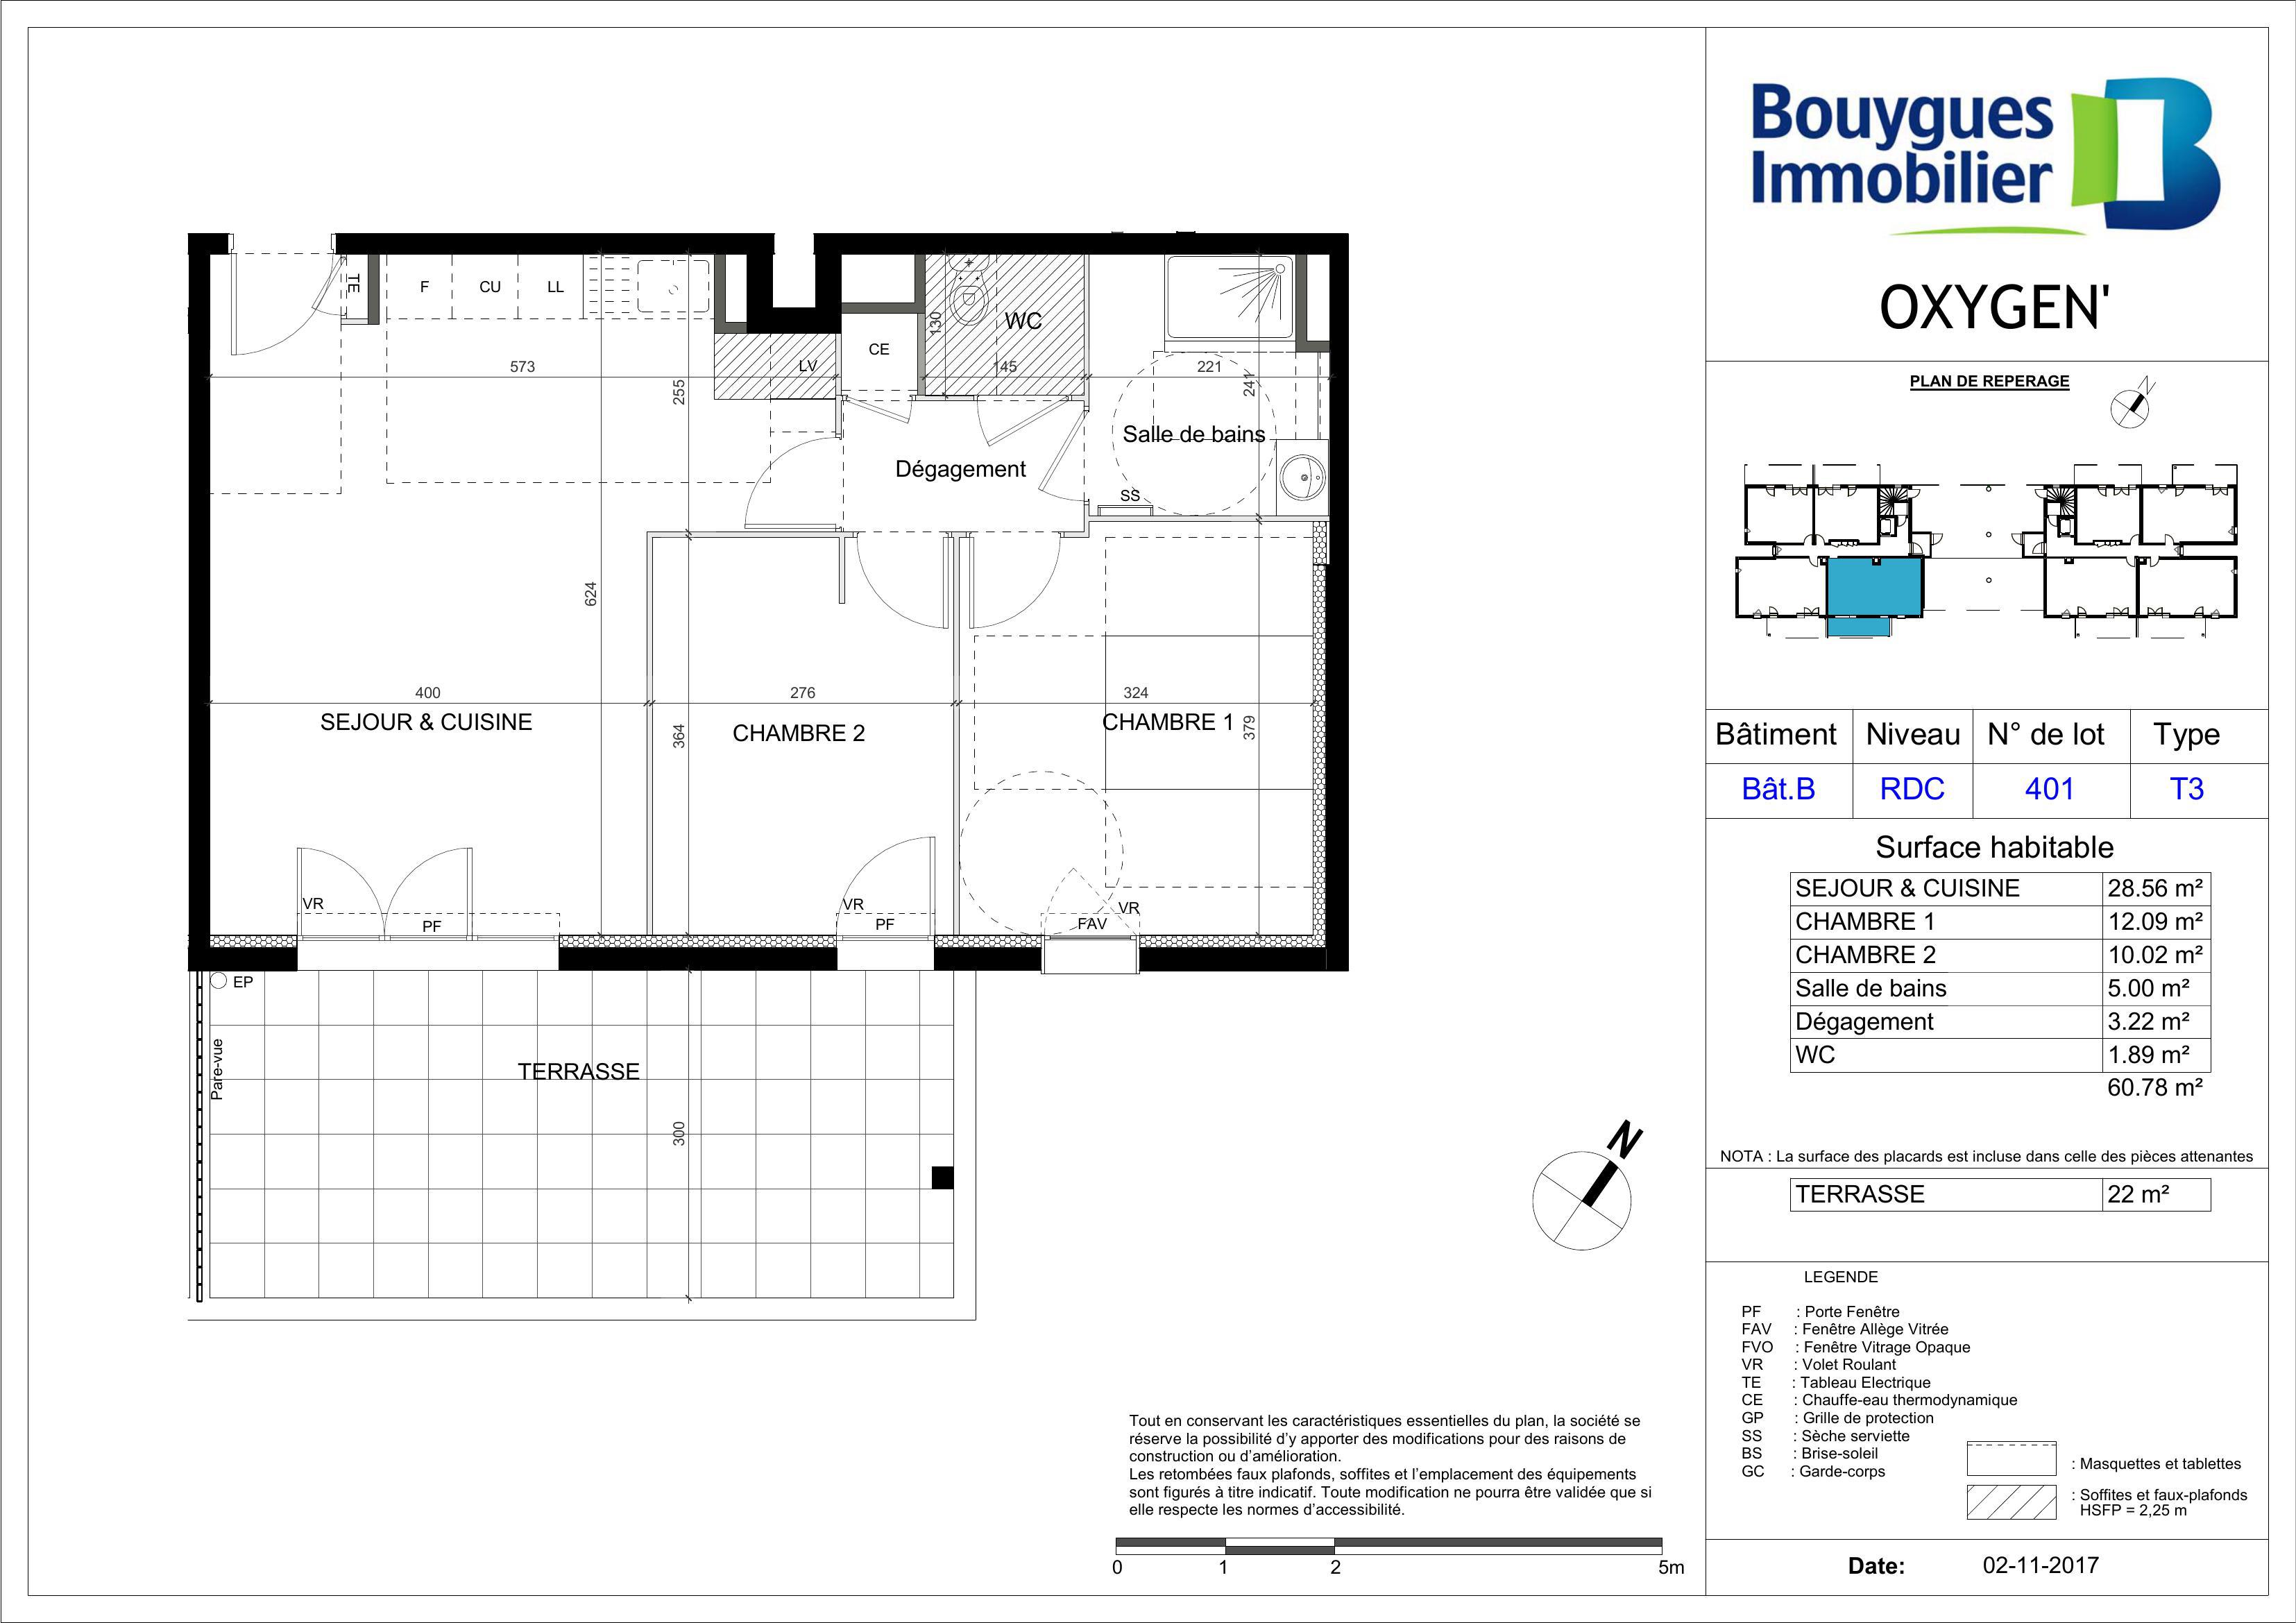 TE
F
CU
LL
LV
CE
WC
130
573
145
221
255
241
Salle de bains
Dégagement
SS
624
400
276
324
SEJOUR & CUISINE
CHAMBRE 2
CHAMBRE 1
364
379
VR
PF
VR
PF
VR
FAV
EP
Pare-vue
TERRASSE
300
N
Tout en conservant les caractéristiques essentielles du plan, la société se
réserve la possibilité d'y apporter des modifications pour des raisons de
construction ou d'amélioration.
Les retombées faux plafonds, soffites et l'emplacement des équipements
sont figurés à titre indicatif. Toute modification ne pourra être validée que si
elle respecte les normes d'accessibilité.
0 1 2 5m
Bouygues
Immobilier
OXYGEN'
PLAN DE REPERAGE
N
Bâtiment Niveau N° de lot Type
Bât.B RDC 401 T3
Surface habitable
SEJOUR & CUISINE 28.56 m²
CHAMBRE 1 12.09 m²
CHAMBRE 2 10.02 m²
Salle de bains 5.00 m²
Dégagement 3.22 m²
WC 1.89 m²
60.78 m²
NOTA : La surface des placards est incluse dans celle des pièces attenantes
TERRASSE 22 m²
LEGENDE
PF : Porte Fenêtre
FAV : Fenêtre Allège Vitrée
FVO : Fenêtre Vitrage Opaque
VR : Volet Roulant
TE : Tableau Electrique
CE : Chauffe-eau thermodynamique
GP : Grille de protection
SS : Sèche serviette
BS : Brise-soleil
GC : Garde-corps
: Masquettes et tablettes
: Soffites et faux-plafonds
HSFP = 2,25 m
Date: 02-11-2017